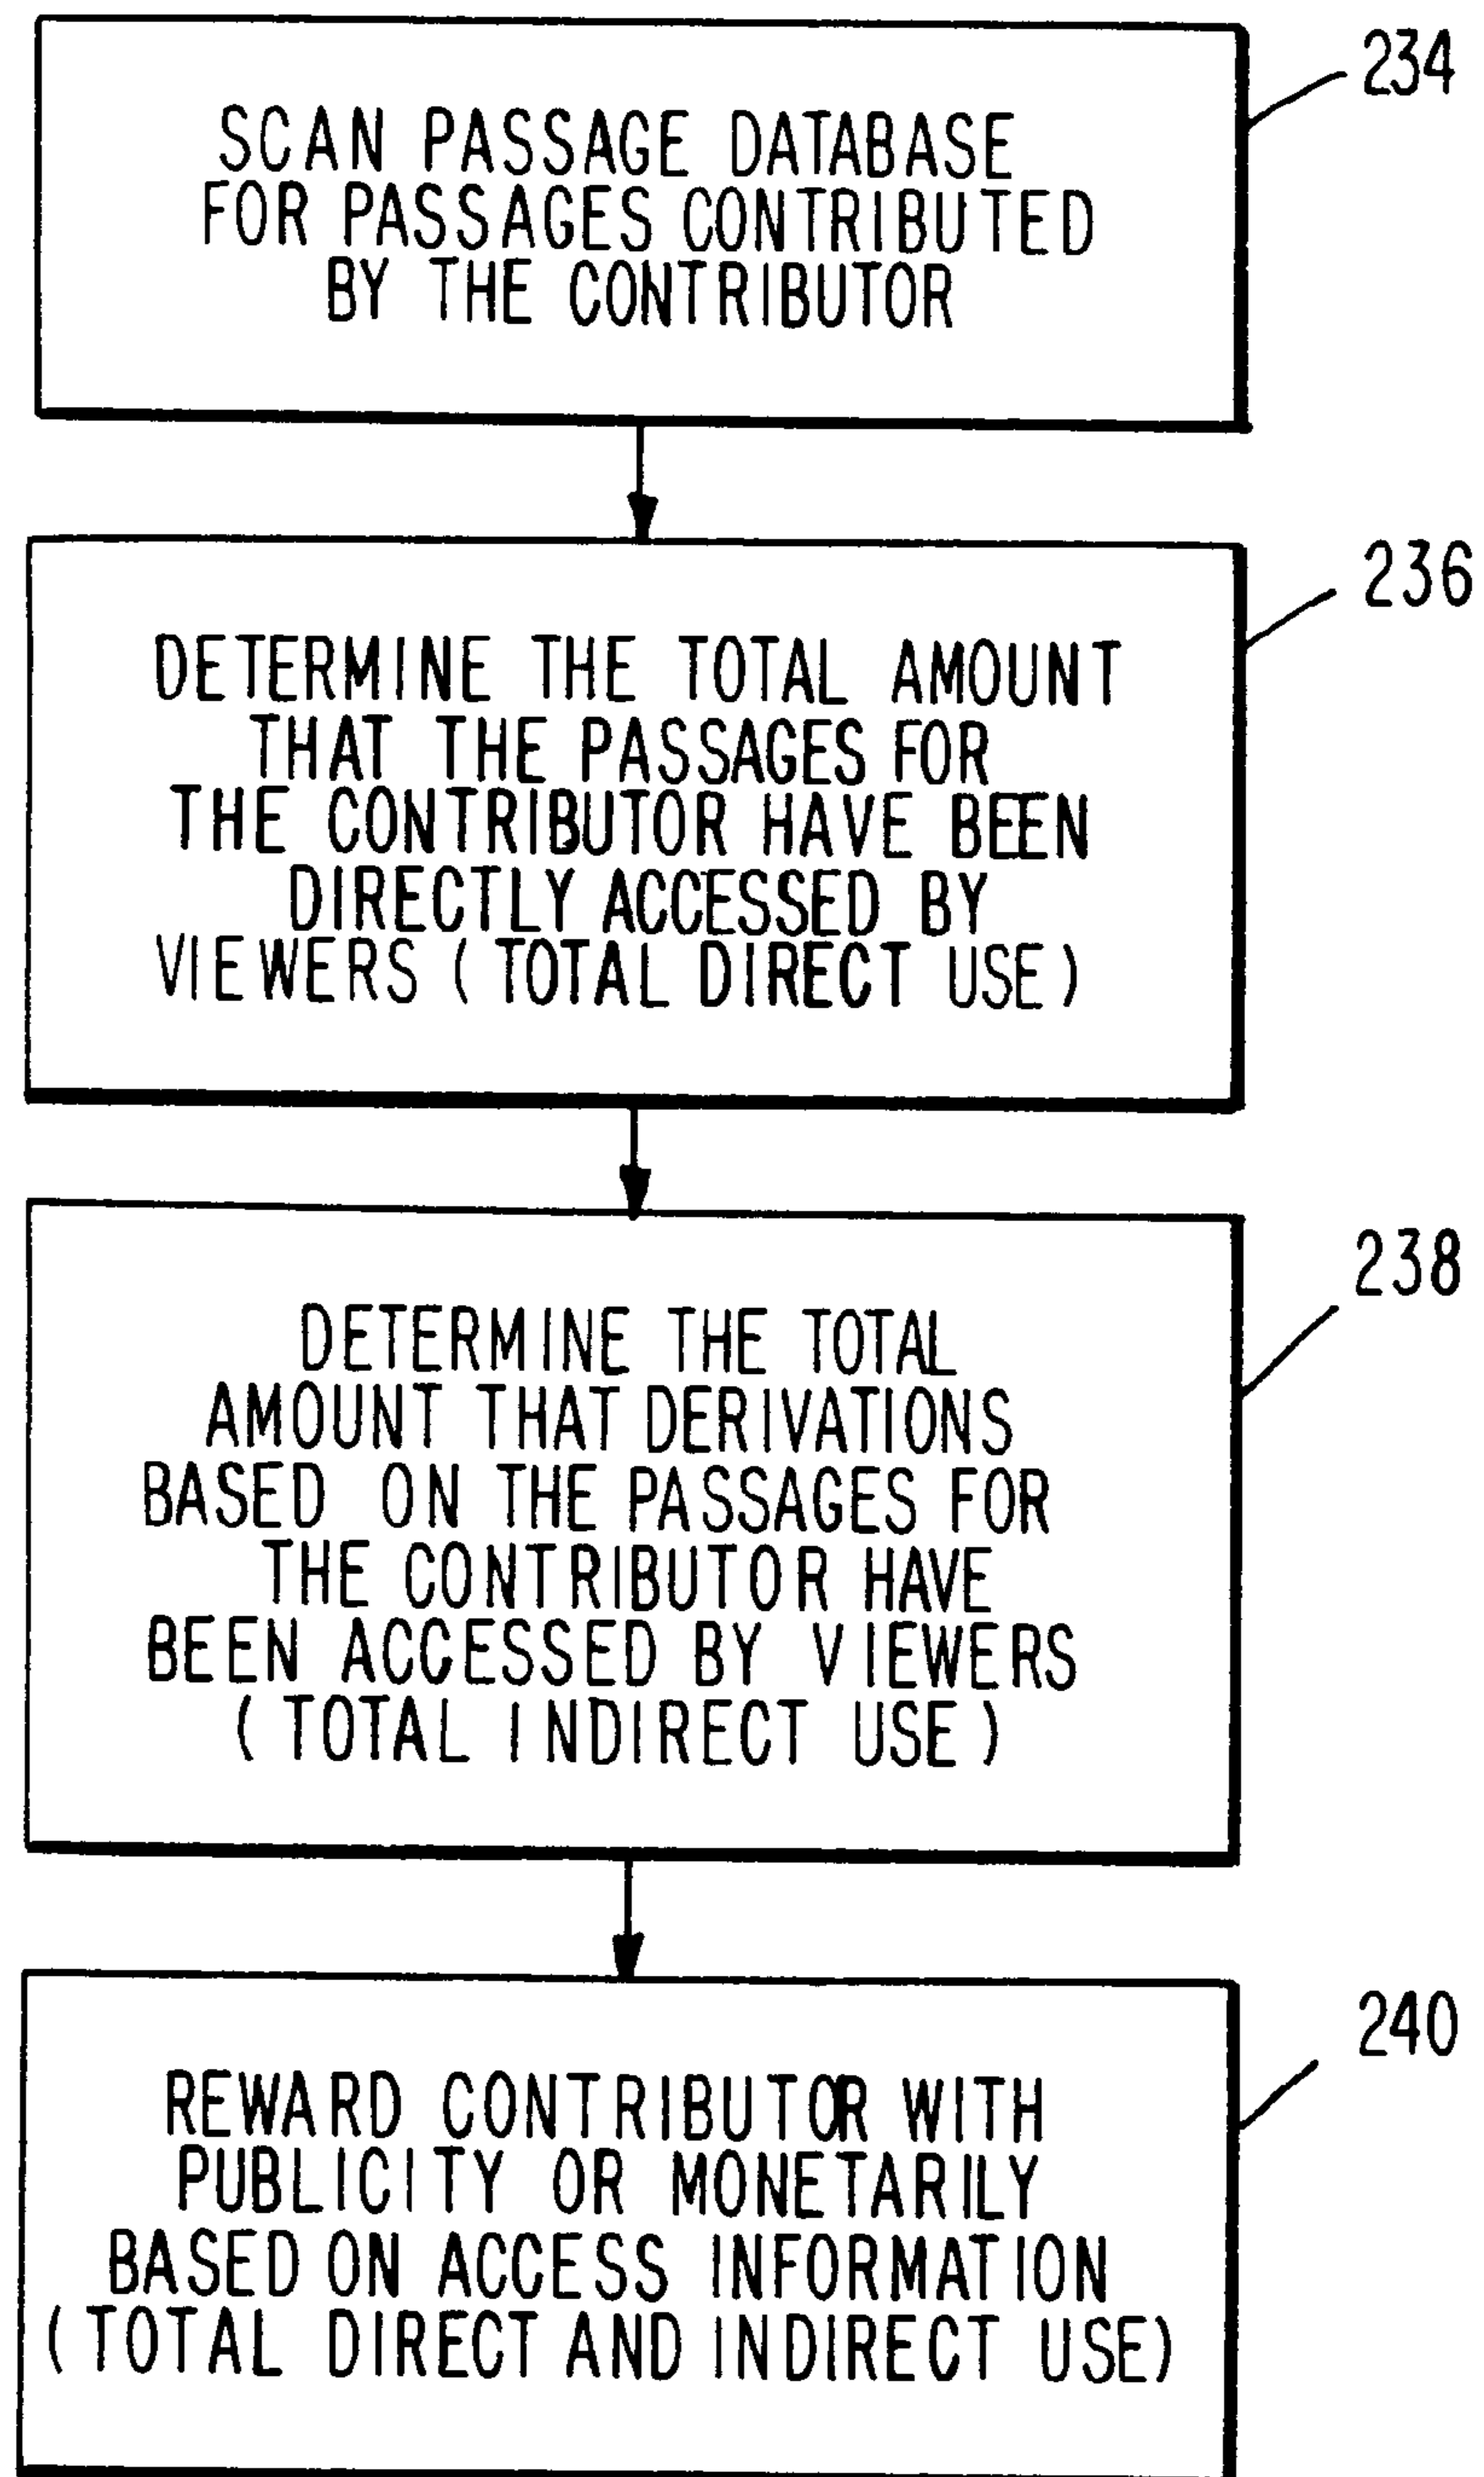 234
SCAN PASSAGE DATABASE
FOR PASSAGES CONTRIBUTED
BY THE CONTRIBUTOR
236
DETERMINE THE TOTAL AMOUNT
THAT THE PASSAGES FOR
THE CONTRIBUTOR HAVE BEEN
DIRECTLY ACCESSED BY
VIEWERS (TOTAL DIRECT USE)
238
DETERMINE THE TOTAL
AMOUNT THAT DERIVATIONS
BASED ON THE PASSAGES FOR
THE CONTRIBUTOR HAVE
BEEN ACCESSED BY VIEWERS
(TOTAL INDIRECT USE)
240
REWARD CONTRIBUTOR WITH
PUBLICITY OR MONETARILY
BASED ON ACCESS INFORMATION
(TOTAL DIRECT AND INDIRECT USE)